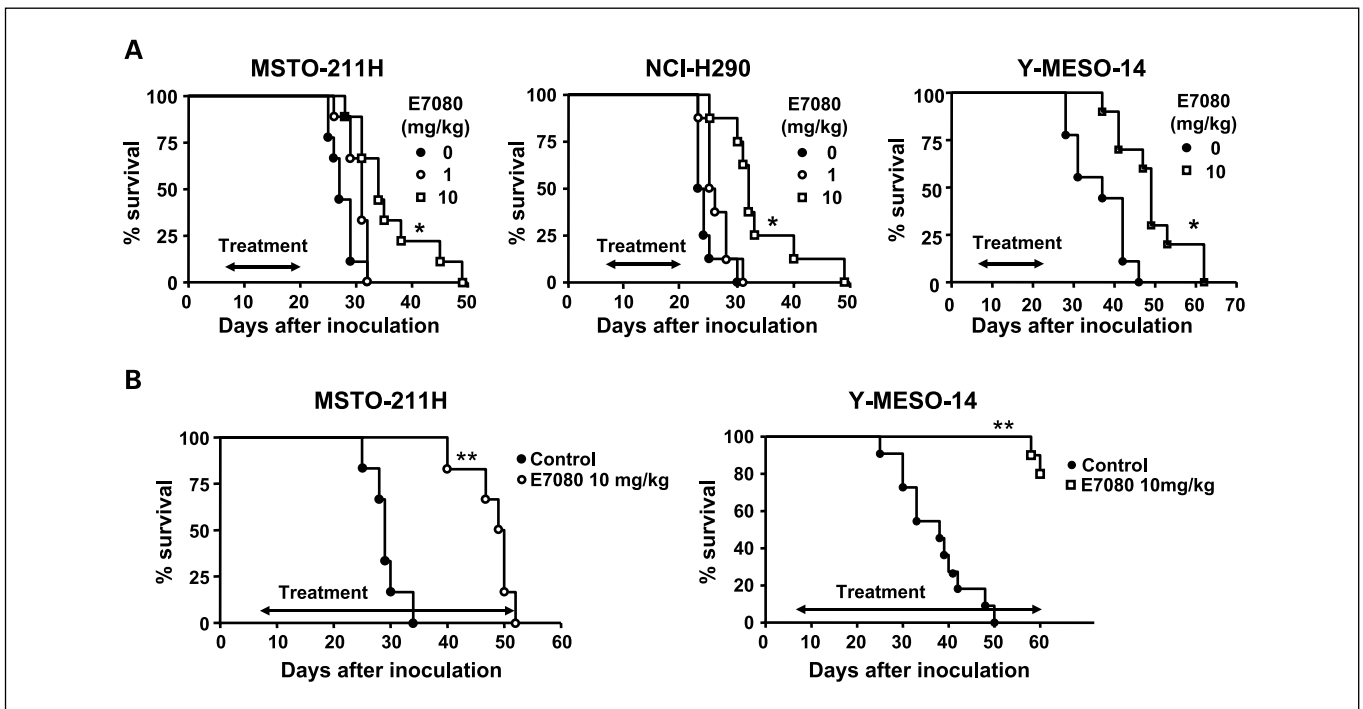 A
MSTO-211H
NCI-H290
Y-MESO-14
100
75
50
25
0
% survival
E7080
(mg/kg)
0
1
10
*
Treatment
0 10 20 30 40 50
Days after inoculation
100
75
50
25
0
% survival
E7080
(mg/kg)
0
1
10
*
Treatment
0 10 20 30 40 50
Days after inoculation
100
75
50
25
0
% survival
E7080
(mg/kg)
0
10
*
Treatment
0 10 20 30 40 50 60 70
Days after inoculation
B
MSTO-211H
Y-MESO-14
100
75
50
25
0
% survival
**
Control
E7080 10 mg/kg
Treatment
0 10 20 30 40 50 60
Days after inoculation
100
80
60
40
20
0
% survival
**
Control
E7080 10mg/kg
Treatment
0 10 20 30 40 50 60
Days after inoculation